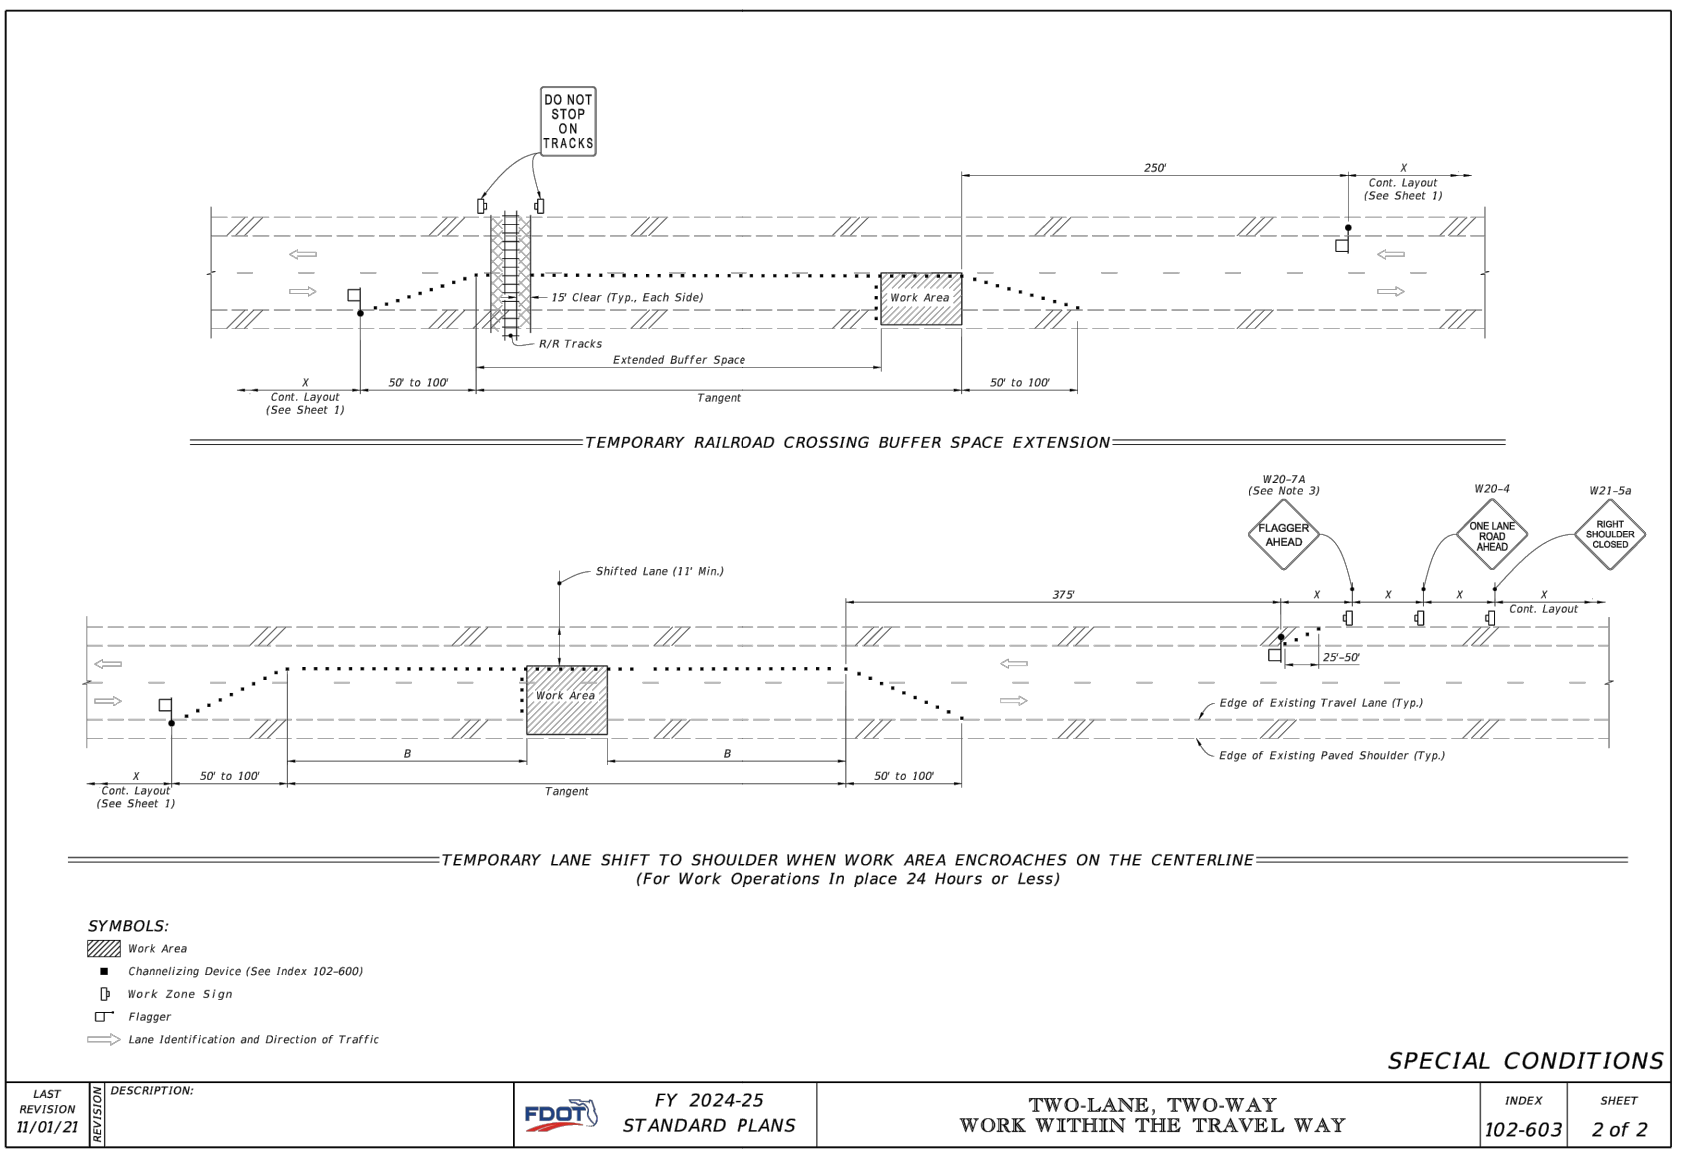 DO NOT
STOP
ON
TRACKS
250'
X
Cont. Layout
(See Sheet 1)
15' Clear (Typ., Each Side)
Work Area
R/R Tracks
Extended Buffer Space
X
50' to 100'
50' to 100'
Cont. Layout
(See Sheet 1)
Tangent
TEMPORARY RAILROAD CROSSING BUFFER SPACE EXTENSION
W20-7A
(See Note 3)
W20-4
W21-5a
FLAGGER
AHEAD
ONE LANE
ROAD
AHEAD
RIGHT
SHOULDER
CLOSED
Shifted Lane (11' Min.)
375'
X
X
X
X
Cont. Layout
25'-50'
Work Area
Edge of Existing Travel Lane (Typ.)
Edge of Existing Paved Shoulder (Typ.)
B
B
X
50' to 100'
50' to 100'
Cont. Layout
(See Sheet 1)
Tangent
TEMPORARY LANE SHIFT TO SHOULDER WHEN WORK AREA ENCROACHES ON THE CENTERLINE
(For Work Operations In place 24 Hours or Less)
SYMBOLS:
Work Area
Channelizing Device (See Index 102-600)
Work Zone Sign
Flagger
Lane Identification and Direction of Traffic
SPECIAL CONDITIONS
LAST
REVISION
11/01/21
REVISION
DESCRIPTION:
FDOT
FY 2024-25
STANDARD PLANS
TWO-LANE, TWO-WAY
WORK WITHIN THE TRAVEL WAY
INDEX
102-603
SHEET
2 of 2